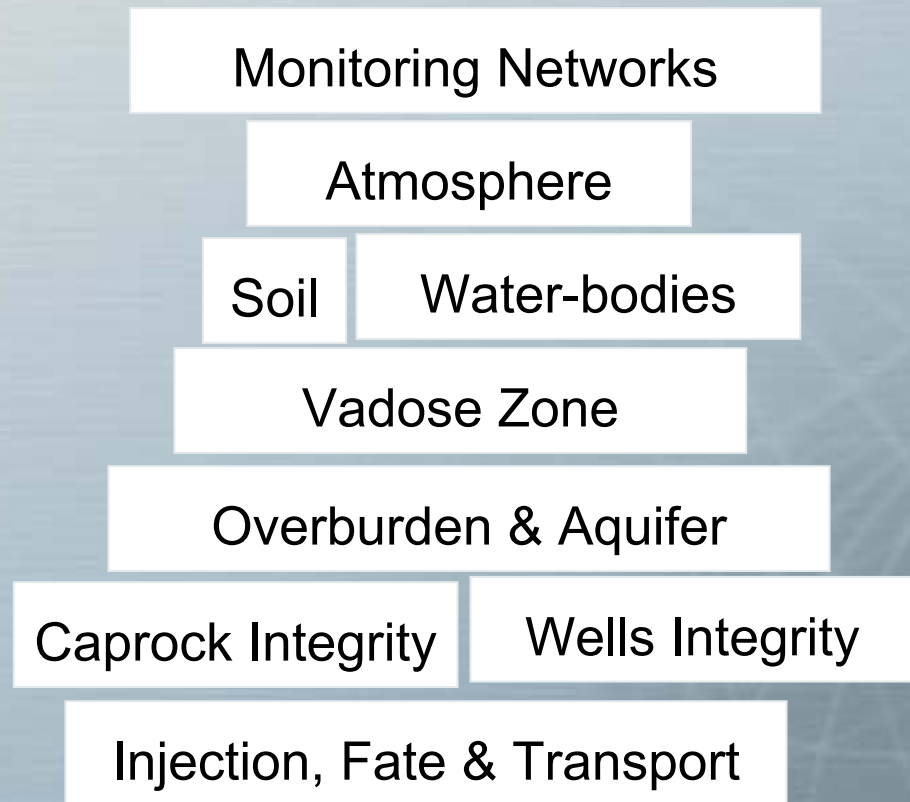 Monitoring Networks
Atmosphere
Soil
Water-bodies
Vadose Zone
Overburden & Aquifer
Caprock Integrity
Wells Integrity
Injection, Fate & Transport